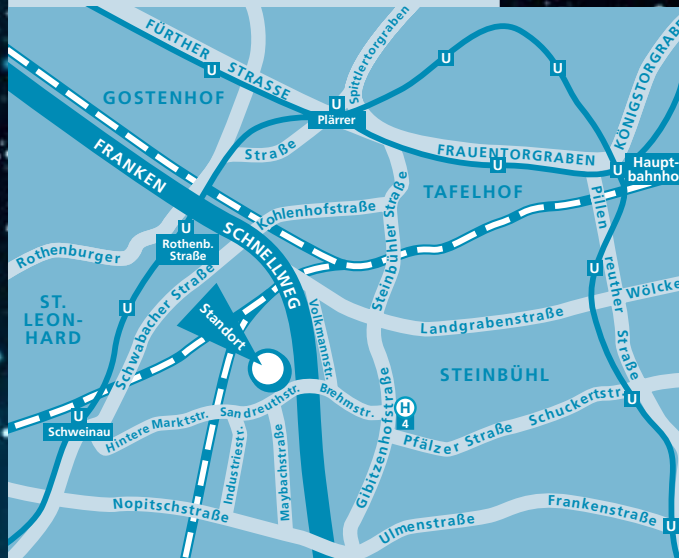 FÜRTHER STRASSE
U
Spittlertorgraben
U
U
KÖNIGSTORGRABE
GOSTENHOF
U
Plärrer
Straße
FRAUENTORGRABEN
U
U
Haupt-
bahnho
FRANKEN
SCHNELLWEG
TAFELHOF
Steinbühler Straße
Pillen
reuther
Straße
Kohlenhofstraße
U
Rothenb.
Straße
Rothenburger
U
ST.
LEON-
HARD
U
Schwabacher Straße
Standort
Volkmannstr.
Landgrabenstraße
Wölcke
STEINBÜHL
U
Schweinau
Hintere Marktstr.
Sandreuthstr.
Brehmstr.
H
4
Gibitzenhofstraße
Pfälzer Straße
Schuckertstr.
U
Industriestr.
Maybachstraße
Nopitschstraße
Ulmenstraße
Frankenstraße
U